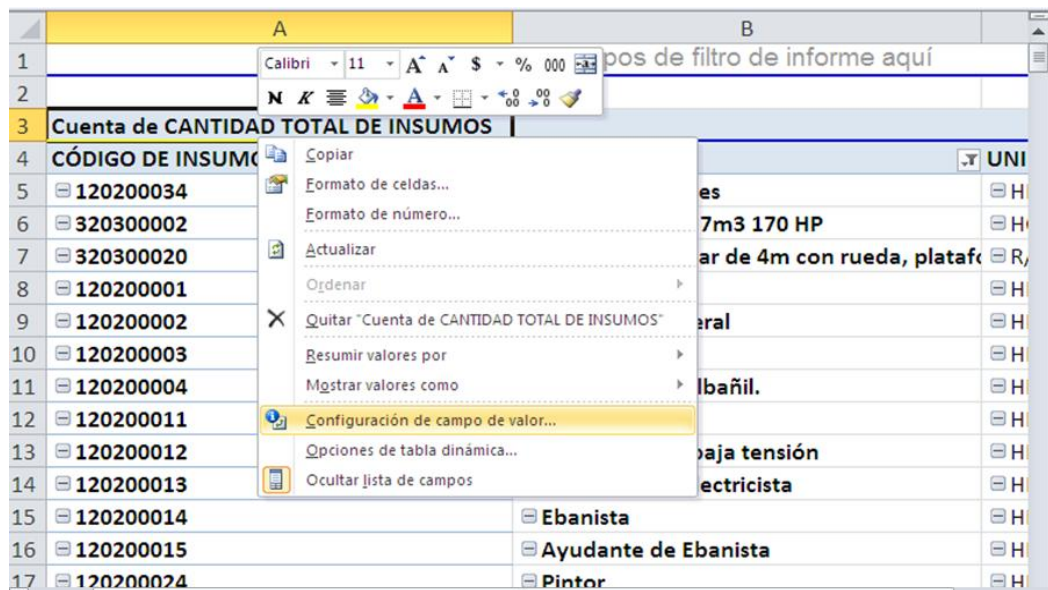 A B
1 pos de filtro de informe aquí
Calibri 11 A A $ % 000
2
N K A
3 Cuenta de CANTIDAD TOTAL DE INSUMOS
4 CÓDIGO DE INSUMO UNI
Copiar
5 120200034 es H
Formato de celdas...
6 320300002 7m3 170 HP H
Formato de número...
7 320300020 ar de 4m con rueda, platafo R/
Actualizar
8 120200001 H
Ordenar
9 120200002 eral H
Quitar "Cuenta de CANTIDAD TOTAL DE INSUMOS"
10 120200003 H
Resumir valores por
11 120200004 lbañil. H
Mostrar valores como
12 120200011 H
Configuración de campo de valor...
13 120200012 baja tensión H
Opciones de tabla dinámica...
14 120200013 ectricista H
Ocultar lista de campos
15 120200014 Ebanista H
16 120200015 Ayudante de Ebanista H
17 120200024 Pintor H